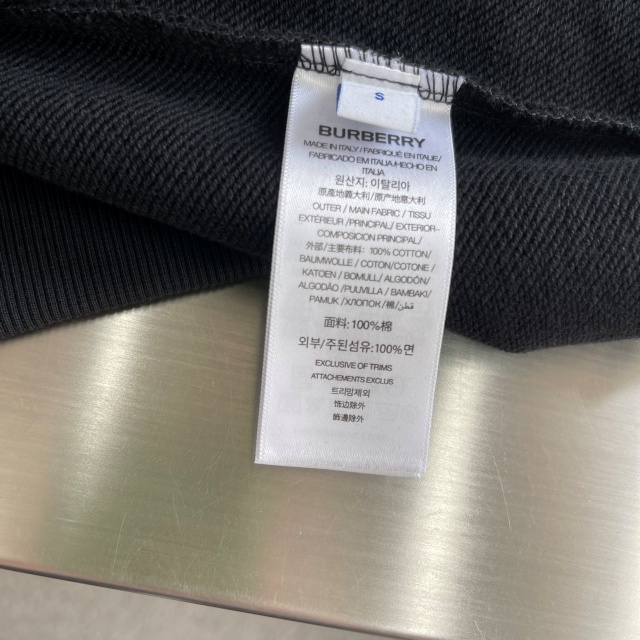 S
BURBERRY
MADE IN ITALY / FABRIQUÉ EN ITALIE/
FABRICADO EM ITALIA/HECHO EN
ITALIA
원산지: 이탈리아
原產地義大利/原产地意大利
OUTER / MAIN FABRIC / TISSU
EXTÉRIEUR/PRINCIPAL/ EXTERIOR-
COMPOSICIÓN PRINCIPAL/
外部/主要布料: 100% COTTON/
BAUMWOLLE / COTON/COTONE /
KATOEN / BOMULL/ ALGODÓN/
ALGODÃO/PUUVILLA / BAMBAKI/
PAMUK /ХЛОПОК /棉/ قطن
面料:100%棉
외부/주된섬유:100%면
EXCLUSIVE OF TRIMS
ATTACHEMENTS EXCLUS
트리밍제외
饰边除外
飾邊除外